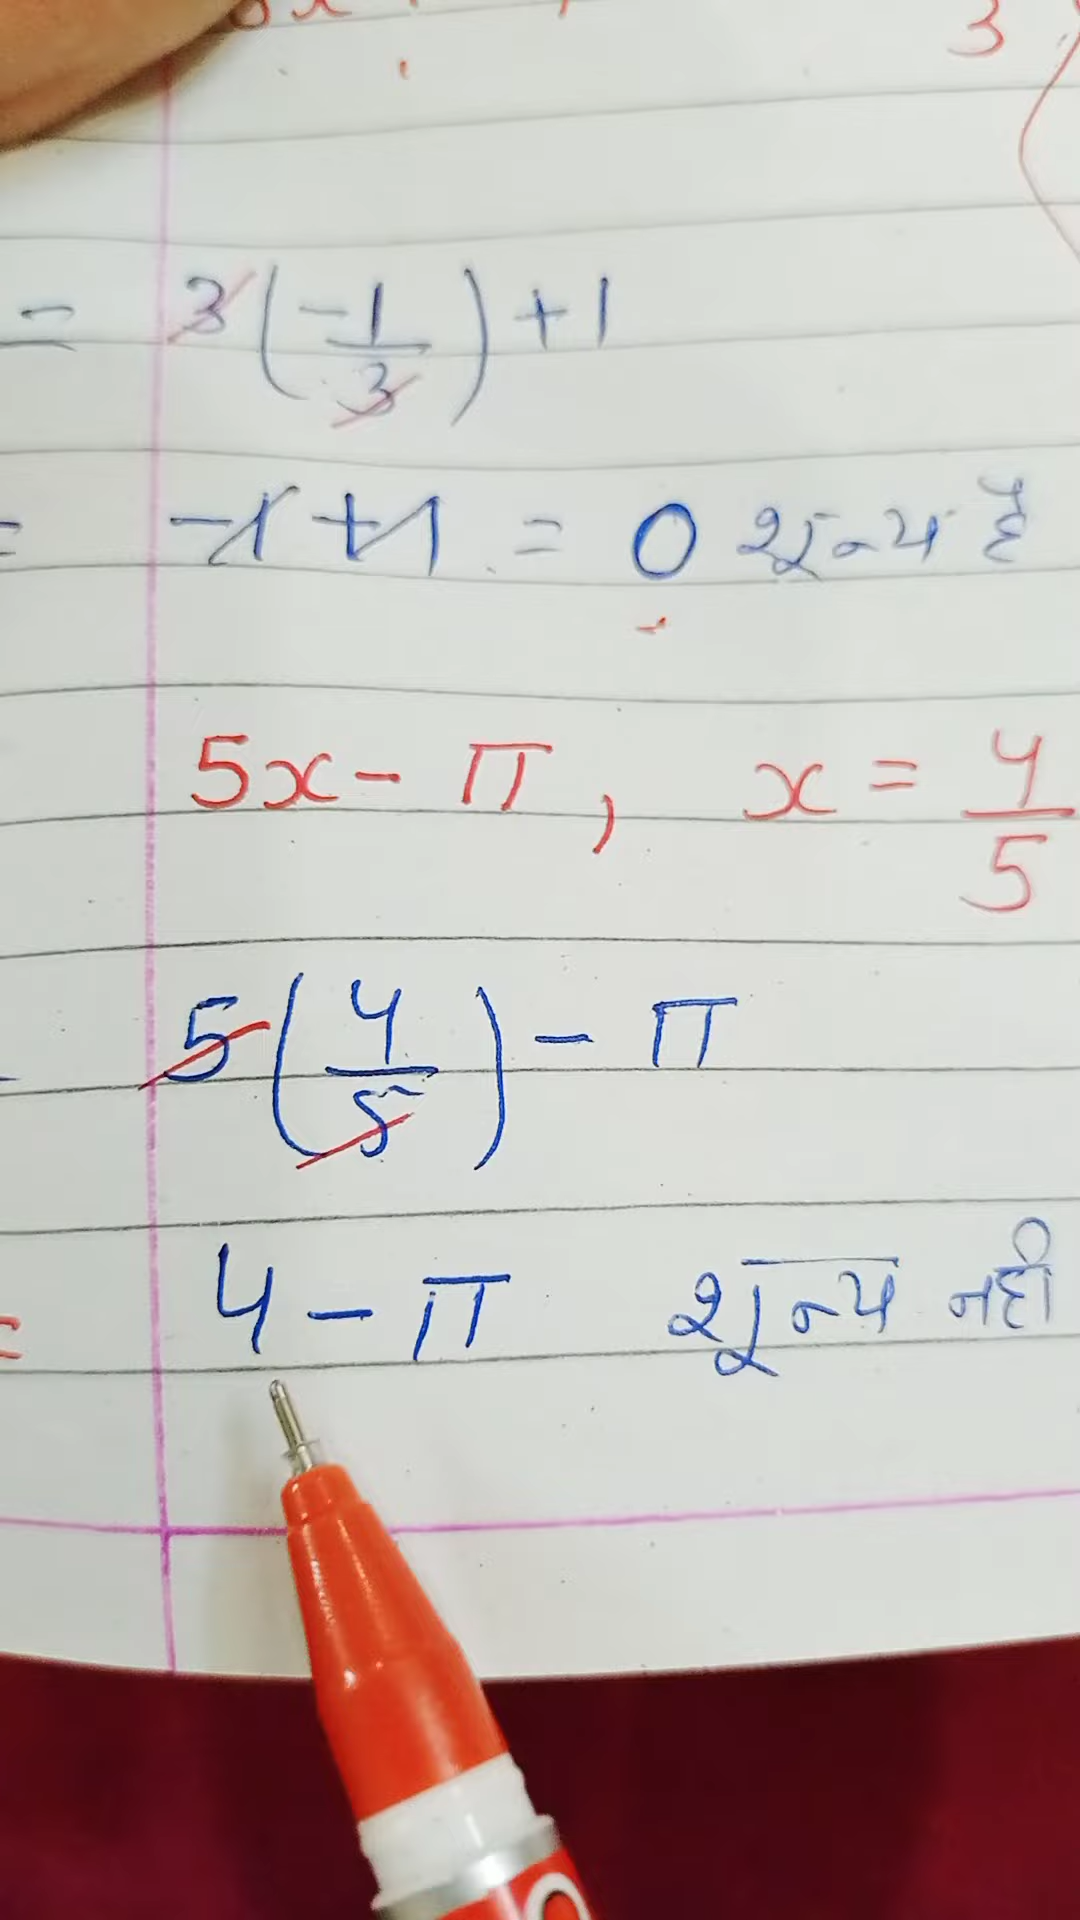 = 3(-1/3)+1
= -1+1 = 0 शून्य है
5x - π, x = 4/5
5(4/5) - π
= 4 - π शून्य नहीं